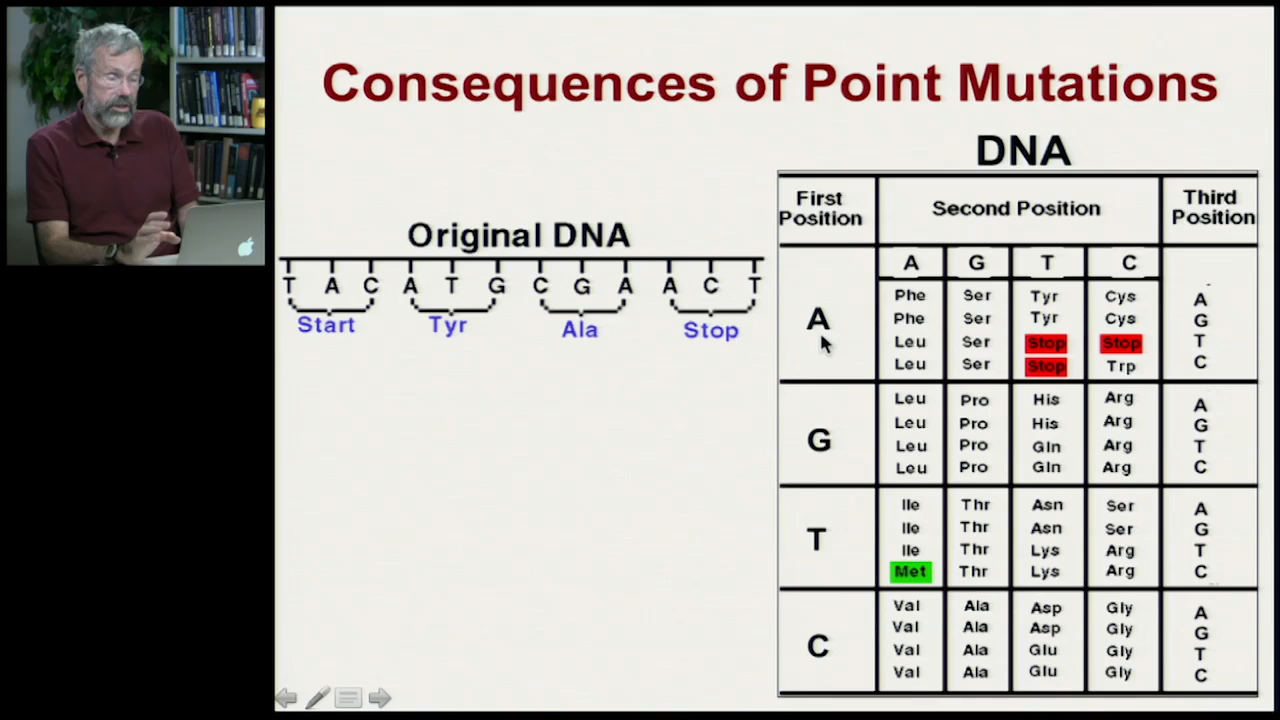 Consequences of Point Mutations
DNA
Original DNA
T A C A T G C G A A C T
Start Tyr Ala Stop
First Position Second Position Third Position
A G T C
A
Phe Ser Tyr Cys A
Phe Ser Tyr Cys G
Leu Ser Stop Stop T
Leu Ser Stop Trp C
G
Leu Pro His Arg A
Leu Pro His Arg G
Leu Pro Gln Arg T
Leu Pro Gln Arg C
T
Ile Thr Asn Ser A
Ile Thr Asn Ser G
Ile Thr Lys Arg T
Met Thr Lys Arg C
C
Val Ala Asp Gly A
Val Ala Asp Gly G
Val Ala Glu Gly T
Val Ala Glu Gly C